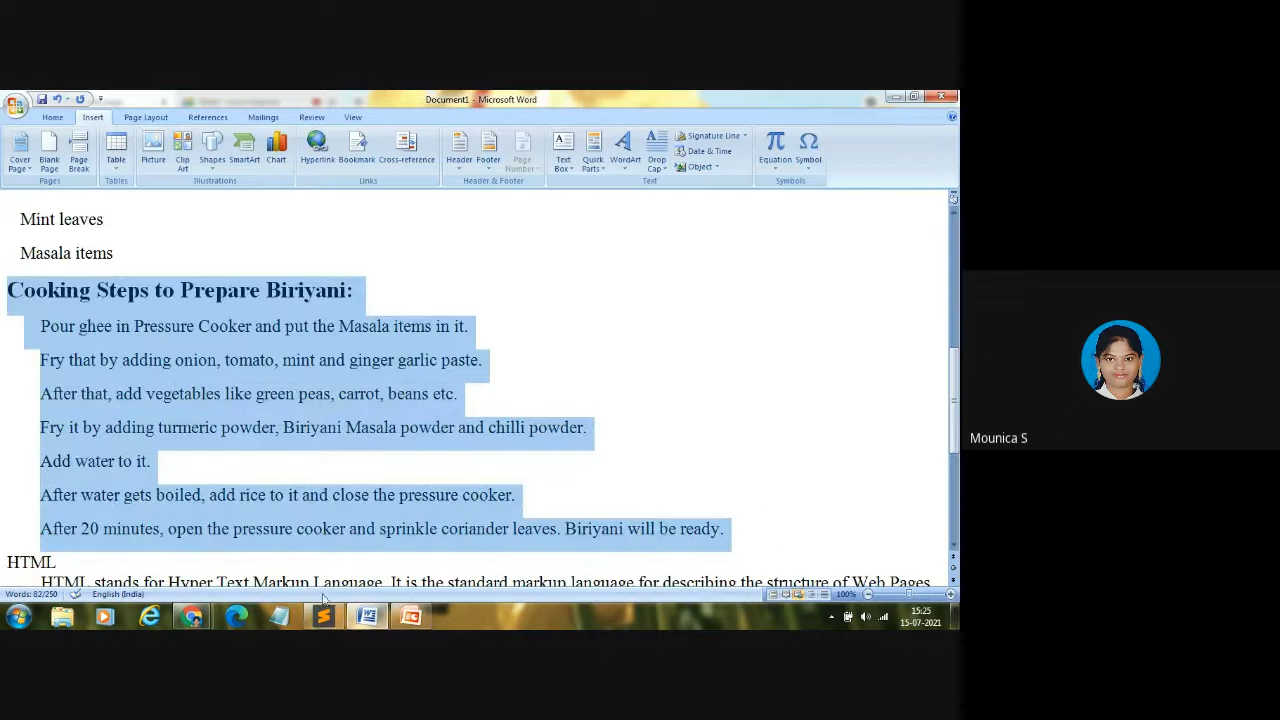 Document1 - Microsoft Word
Home Insert Page Layout References Mailings Review View
Cover Page Blank Page Page Break Table Picture Clip Art Shapes SmartArt Chart Hyperlink Bookmark Cross-reference Header Footer Page Number Text Box Quick Parts WordArt Drop Cap Signature Line Date & Time Object Equation Symbol
Pages Tables Illustrations Links Header & Footer Text Symbols
Mint leaves
Masala items
Cooking Steps to Prepare Biriyani:
Pour ghee in Pressure Cooker and put the Masala items in it.
Fry that by adding onion, tomato, mint and ginger garlic paste.
After that, add vegetables like green peas, carrot, beans etc.
Fry it by adding turmeric powder, Biriyani Masala powder and chilli powder.
Add water to it.
After water gets boiled, add rice to it and close the pressure cooker.
After 20 minutes, open the pressure cooker and sprinkle coriander leaves. Biriyani will be ready.
HTML
HTML stands for Hyper Text Markup Language. It is the standard markup language for describing the structure of Web Pages
Words: 82/250 English (India) 100%
15:25
15-07-2021
Mounica S